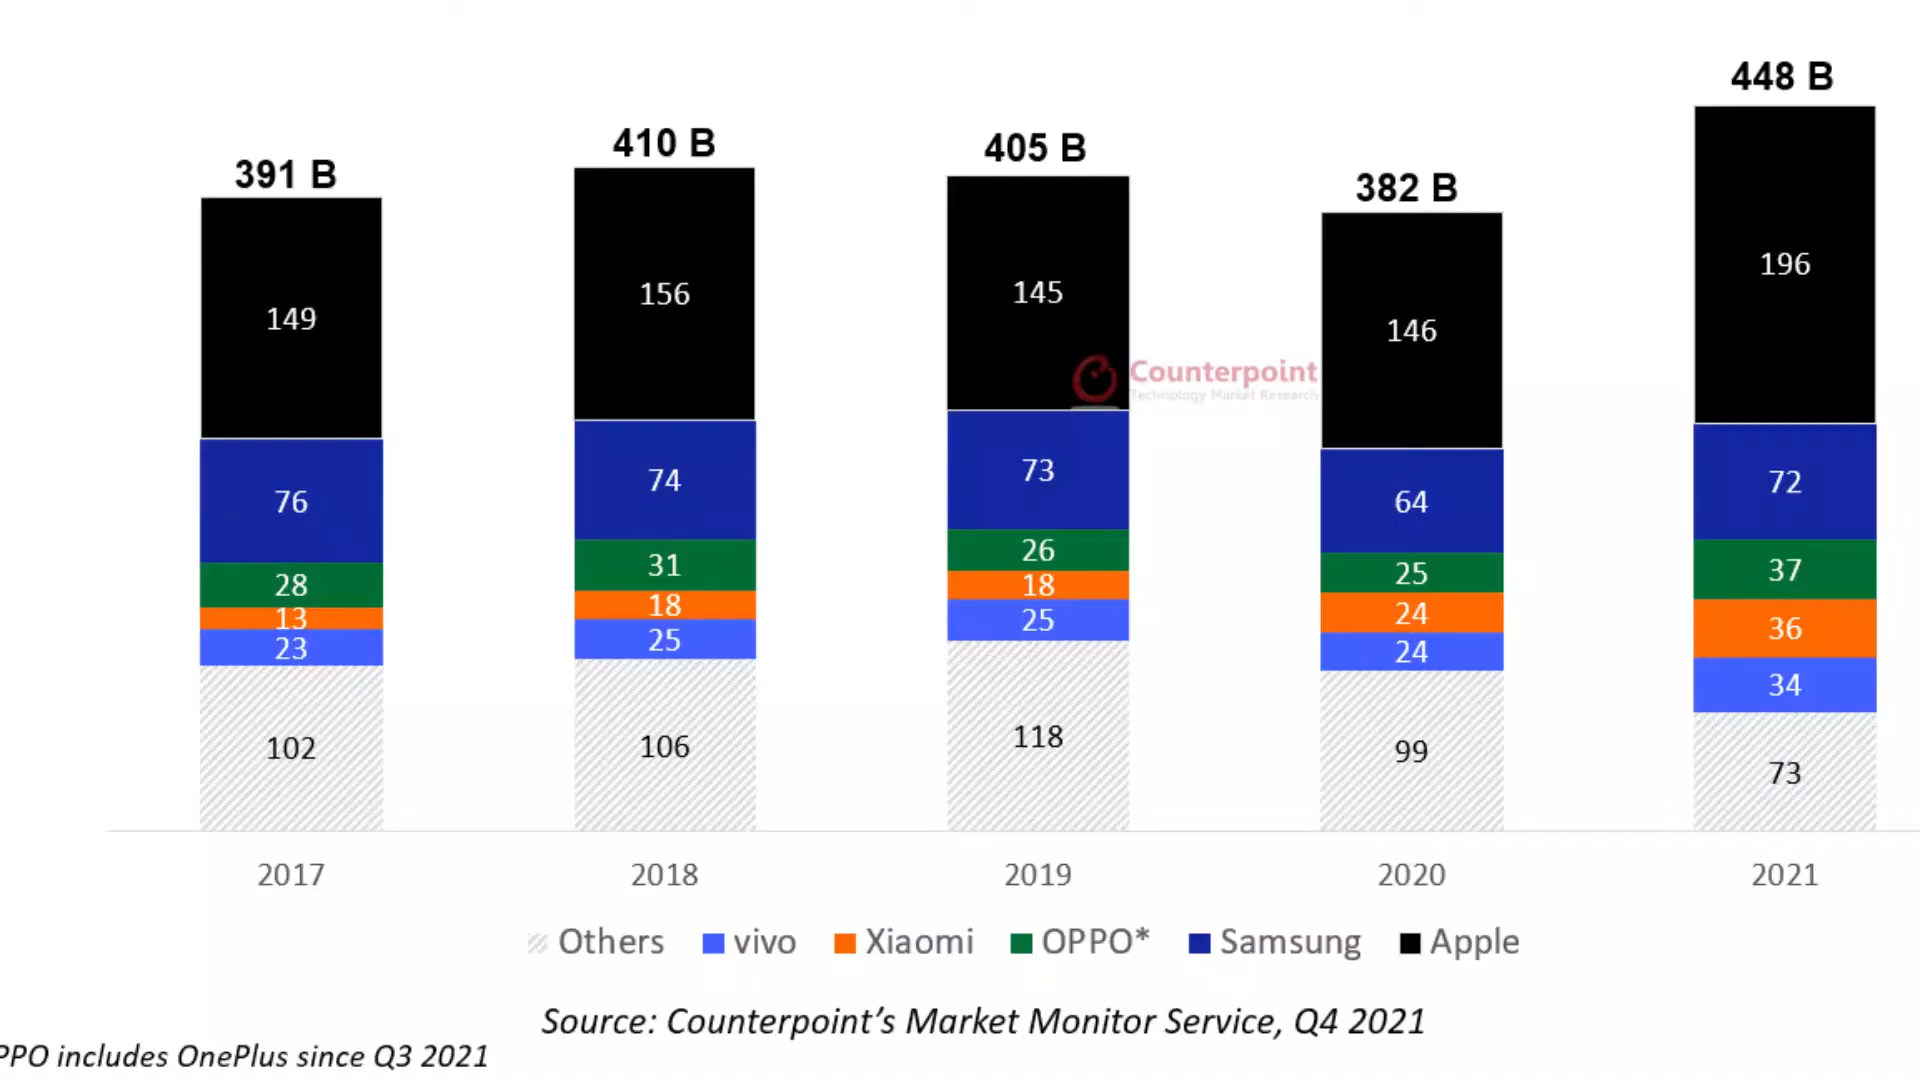 391 B
410 B
405 B
382 B
448 B
149
156
145
146
196
Counterpoint
Technology Market Research
76
74
73
64
72
28
31
26
25
37
13
18
18
24
36
23
25
25
24
34
102
106
118
99
73
2017
2018
2019
2020
2021
Others
vivo
Xiaomi
OPPO*
Samsung
Apple
Source: Counterpoint’s Market Monitor Service, Q4 2021
PPO includes OnePlus since Q3 2021